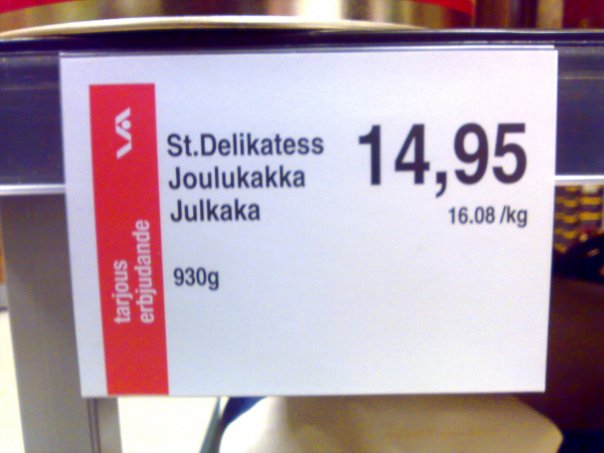 St.Delikatess
Joulukakka
Julkaka
14,95
16.08 /kg
930g
tarjous
erbjudande